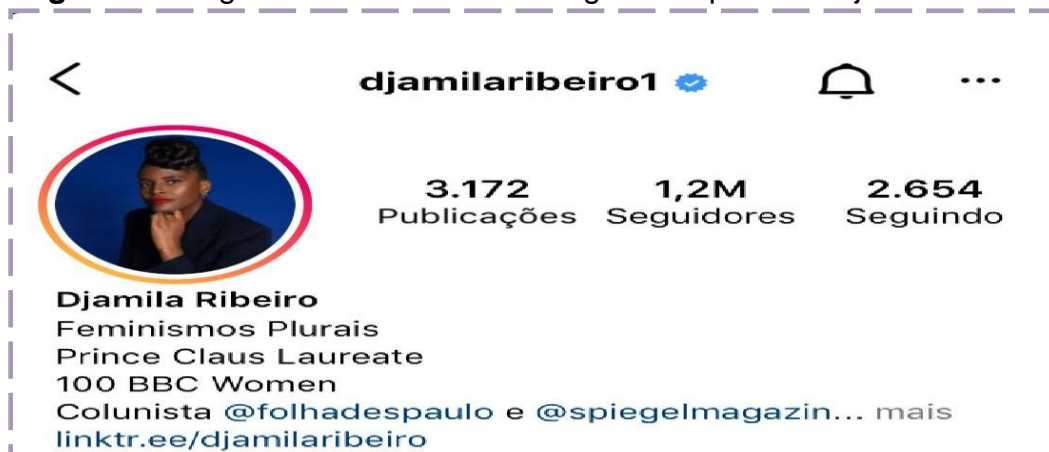 djamilaribeiro1
3.172 1,2M 2.654
Publicações Seguidores Seguindo
Djamila Ribeiro
Feminismos Plurais
Prince Claus Laureate
100 BBC Women
Colunista @folhadespaulo e @spiegelmagazin... mais
linktr.ee/djamilaribeiro